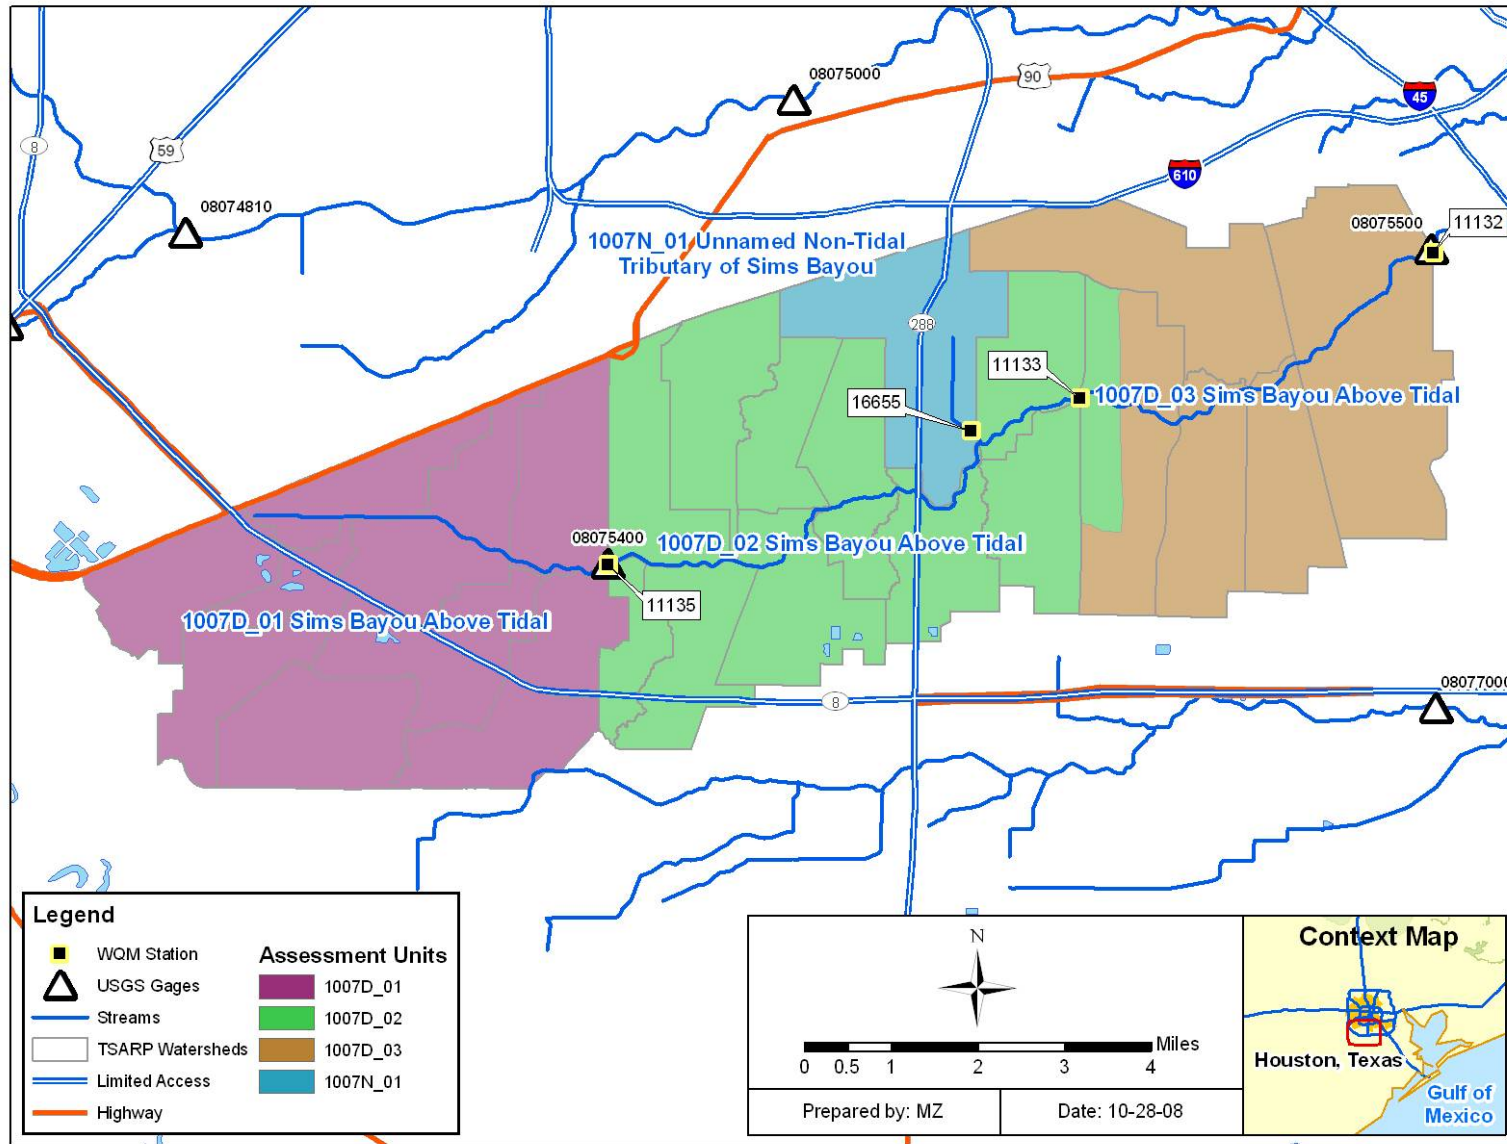 08075000
90
45
8
59
610
08074810
08075500
11132
1007N_01 Unnamed Non-Tidal
Tributary of Sims Bayou
288
11133
16655
1007D_03 Sims Bayou Above Tidal
08075400
1007D_02 Sims Bayou Above Tidal
11135
1007D_01 Sims Bayou Above Tidal
8
08077000
Legend
WQM Station
USGS Gages
Streams
TSARP Watersheds
Limited Access
Highway
Assessment Units
1007D_01
1007D_02
1007D_03
1007N_01
N
Miles
0 0.5 1 2 3 4
Prepared by: MZ
Date: 10-28-08
Context Map
Houston, Texas
Gulf of
Mexico